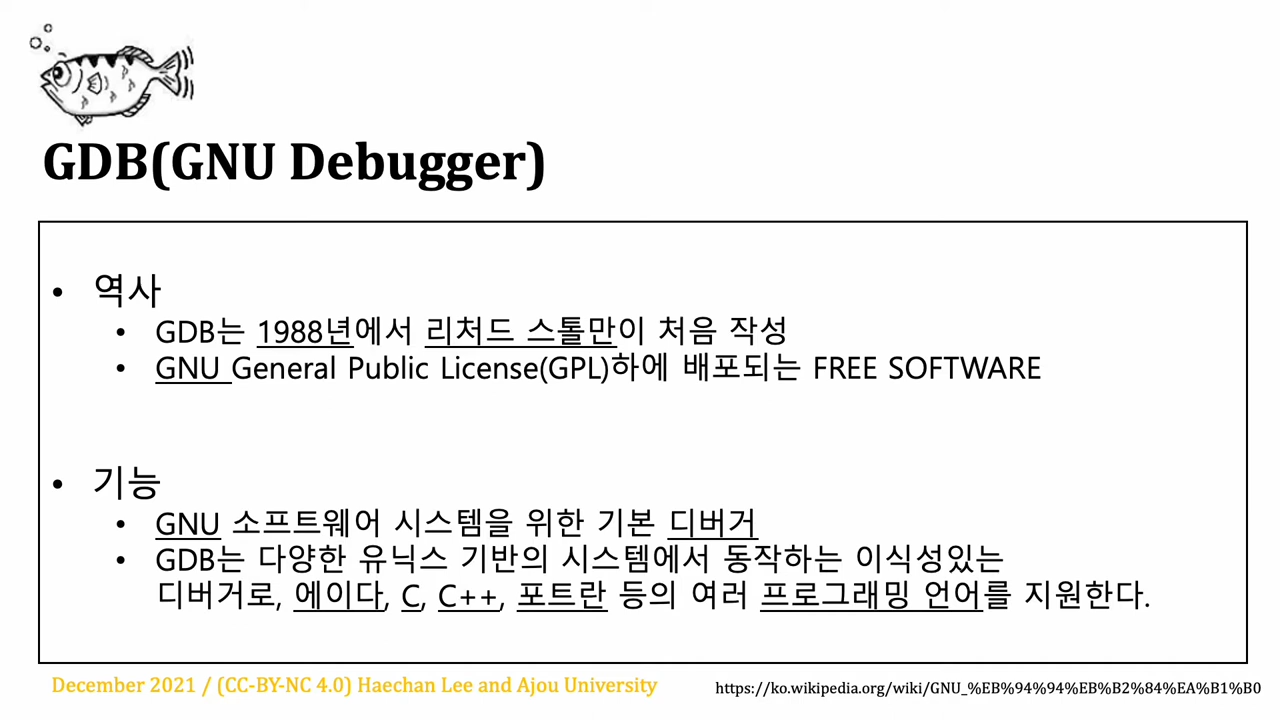 GDB(GNU Debugger)
• 역사
• GDB는 1988년에서 리처드 스톨만이 처음 작성
• GNU General Public License(GPL)하에 배포되는 FREE SOFTWARE
• 기능
• GNU 소프트웨어 시스템을 위한 기본 디버거
• GDB는 다양한 유닉스 기반의 시스템에서 동작하는 이식성있는
디버거로, 에이다, C, C++, 포트란 등의 여러 프로그래밍 언어를 지원한다.
December 2021 / (CC-BY-NC 4.0) Haechan Lee and Ajou University
https://ko.wikipedia.org/wiki/GNU_%EB%94%94%EB%B2%84%EA%B1%B0